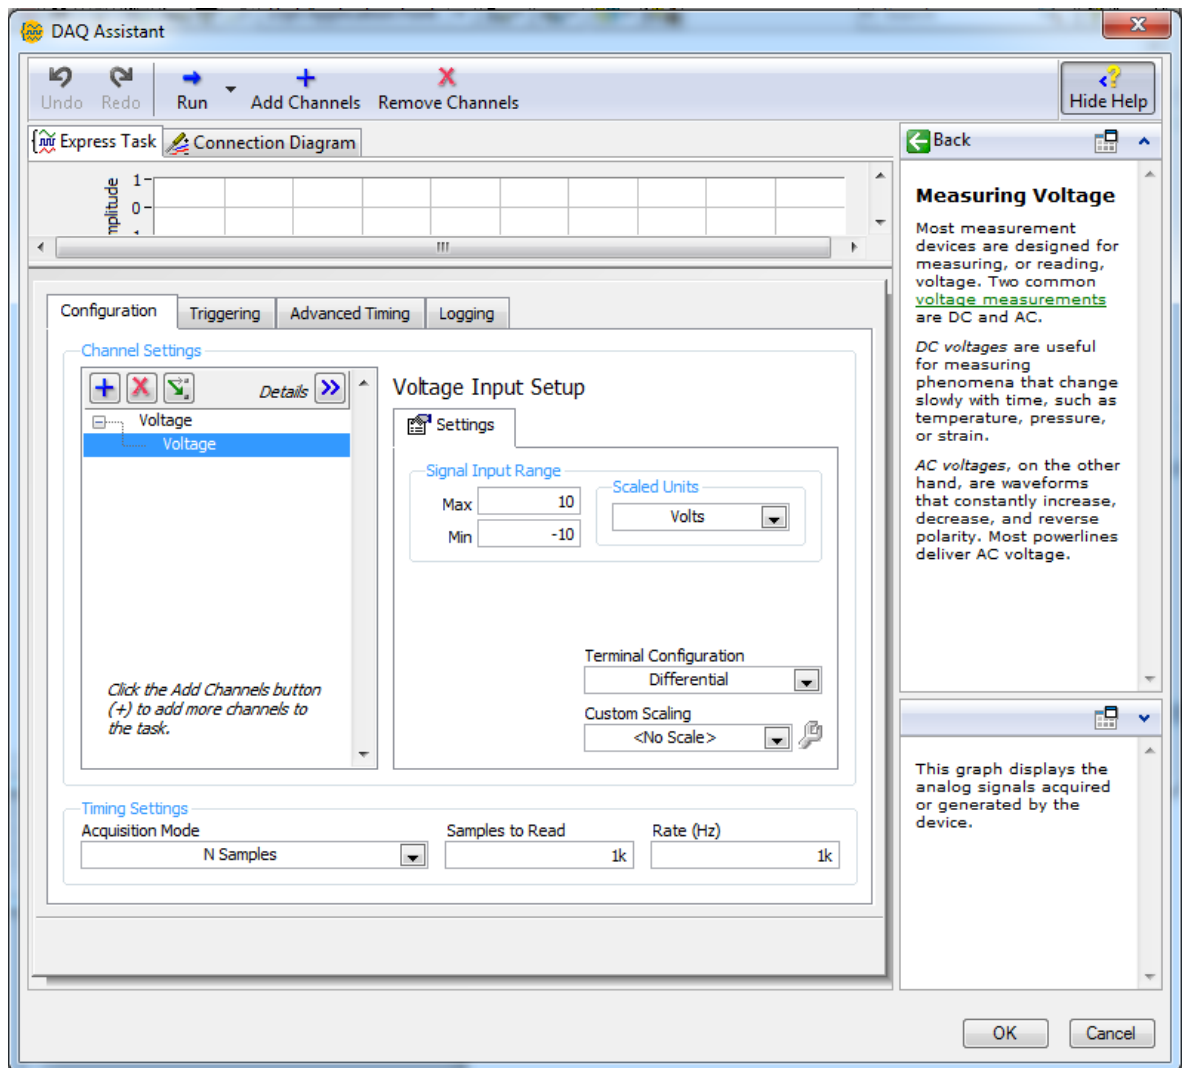 DAQ Assistant
Undo Redo Run Add Channels Remove Channels Hide Help
Express Task Connection Diagram
Back
1
0
Measuring Voltage
Most measurement
devices are designed for
measuring, or reading,
voltage. Two common
voltage measurements
are DC and AC.
DC voltages are useful
for measuring
phenomena that change
slowly with time, such as
temperature, pressure,
or strain.
AC voltages, on the other
hand, are waveforms
that constantly increase,
decrease, and reverse
polarity. Most powerlines
deliver AC voltage.
Configuration Triggering Advanced Timing Logging
Channel Settings
Details
Voltage
Voltage
Click the Add Channels button
(+) to add more channels to
the task.
Voltage Input Setup
Settings
Signal Input Range
Max 10
Min -10
Scaled Units
Volts
Terminal Configuration
Differential
Custom Scaling
<No Scale>
Timing Settings
Acquisition Mode Samples to Read Rate (Hz)
N Samples 1k 1k
This graph displays the
analog signals acquired
or generated by the
device.
OK Cancel